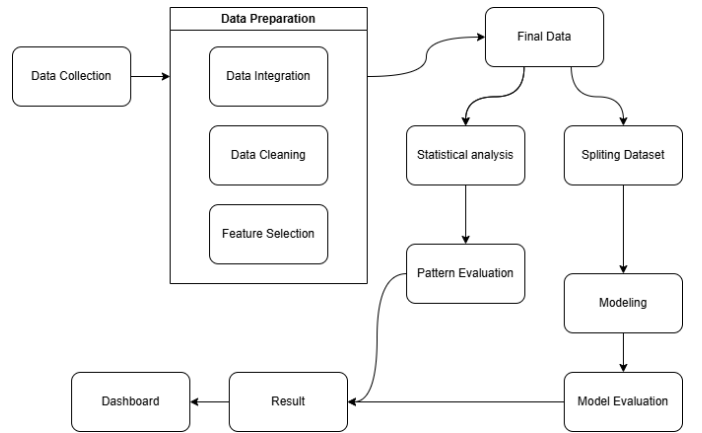 Data Preparation
Data Collection
Data Integration
Data Cleaning
Feature Selection
Final Data
Statistical analysis
Spliting Dataset
Pattern Evaluation
Modeling
Dashboard
Result
Model Evaluation